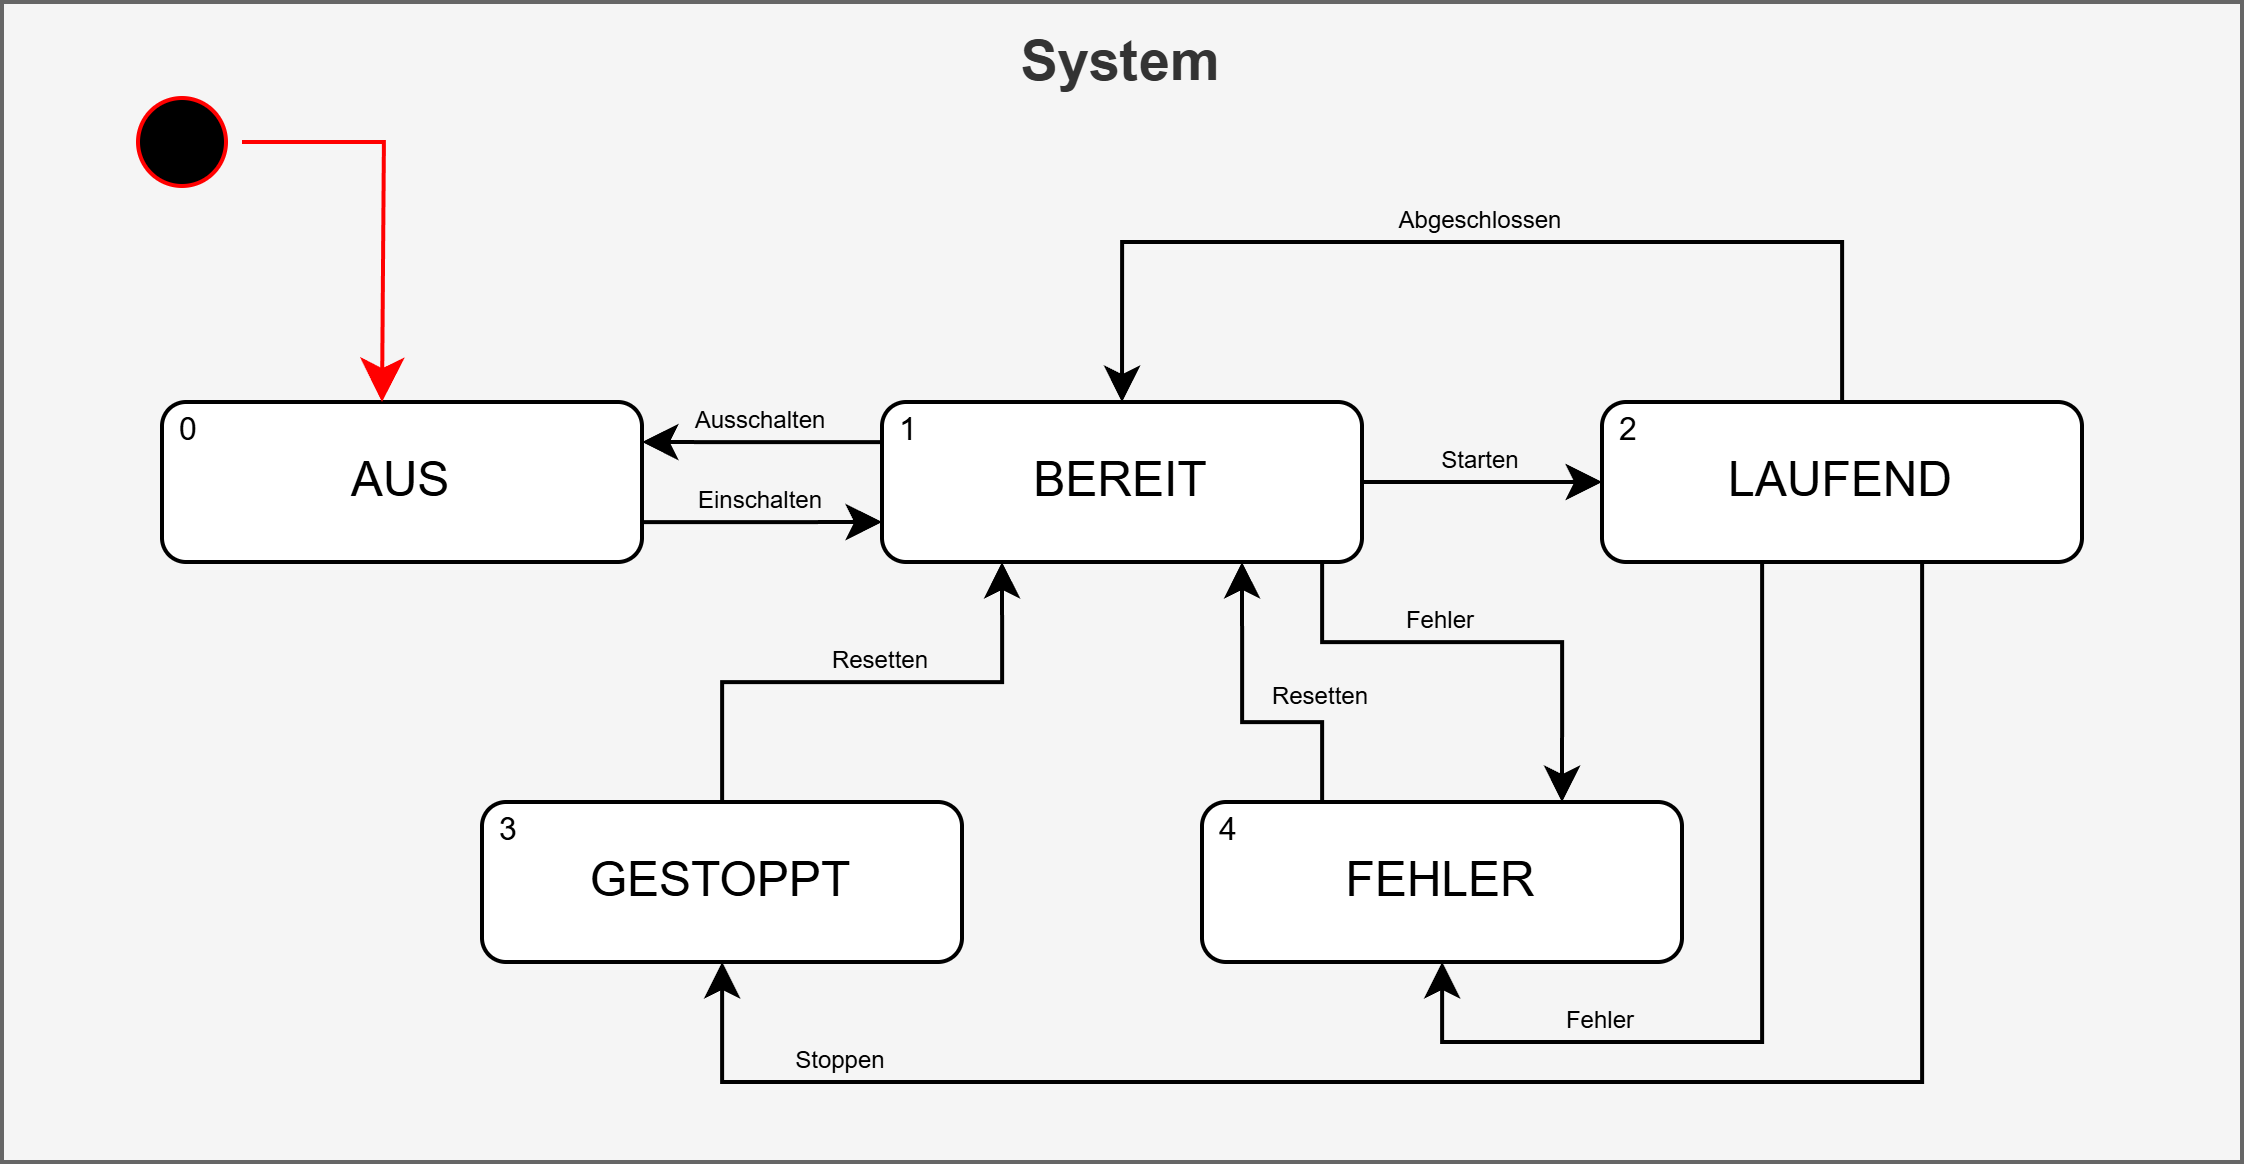 System
Abgeschlossen
0
AUS
Ausschalten
Einschalten
1
BEREIT
Starten
2
LAUFEND
Fehler
Resetten
Resetten
3
GESTOPPT
4
FEHLER
Fehler
Stoppen